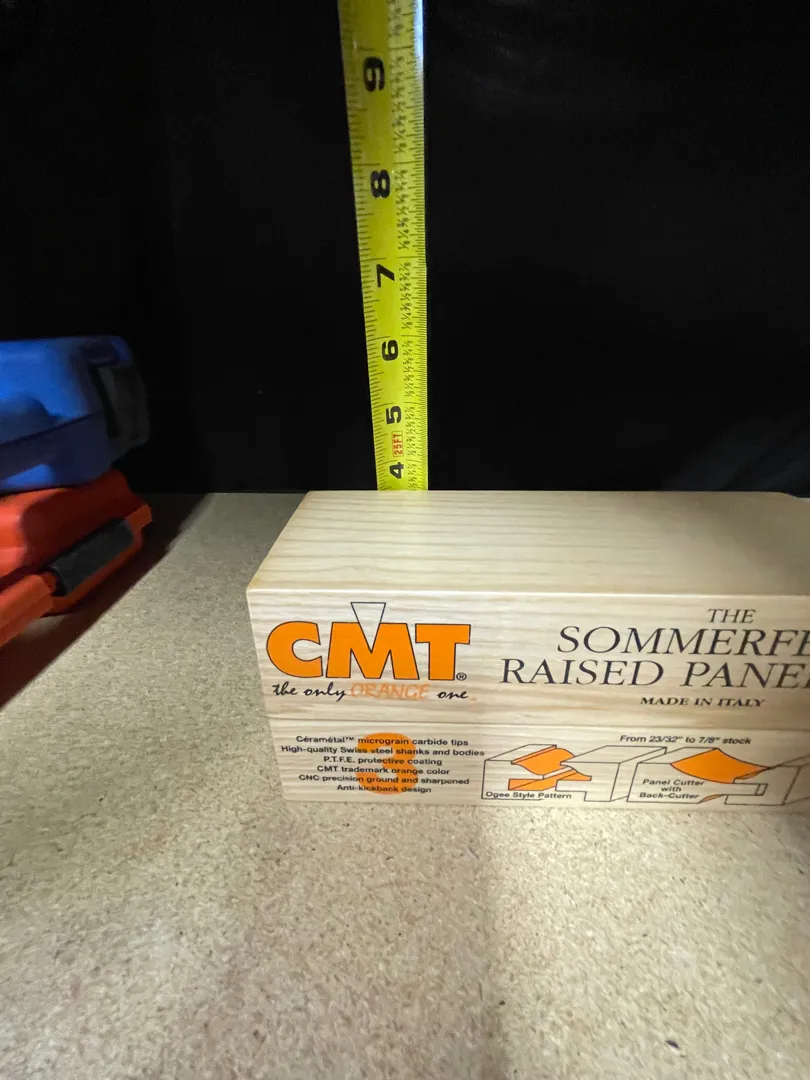 9
8
7
6
5
25FT
4
CMT®
the only ORANGE one
THE
SOMMERFE
RAISED PANE
MADE IN ITALY
Cérametal™ micrograin carbide tips
High-quality Swiss steel shanks and bodies
P.T.F.E. protective coating
CMT trademark orange color
CNC precision ground and sharpened
Anti-kickback design
From 23/32" to 7/8" stock
Ogee Style Pattern
Panel Cutter
with
Back-Cutter